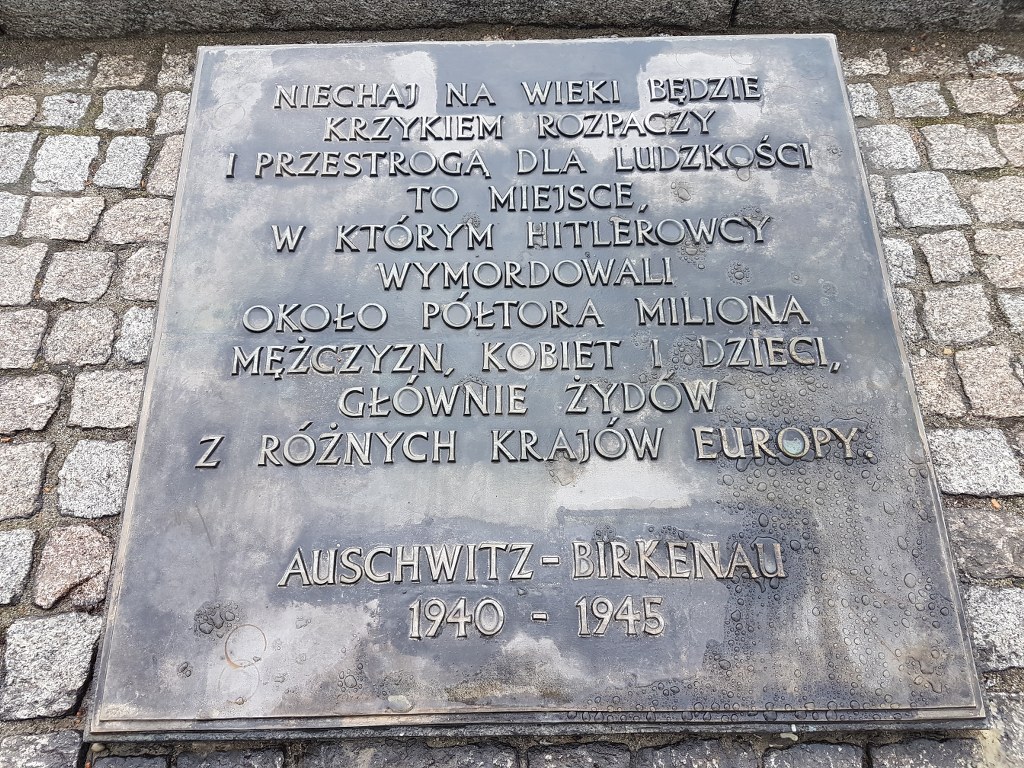 NIECHAJ NA WIEKI BĘDZIE
KRZYKIEM ROZPACZY
I PRZESTROGĄ DLA LUDZKOŚCI
TO MIEJSCE,
W KTÓRYM HITLEROWCY
WYMORDOWALI
OKOŁO PÓŁTORA MILIONA
MĘŻCZYZN, KOBIET I DZIECI,
GŁÓWNIE ŻYDÓW
Z RÓŻNYCH KRAJÓW EUROPY.
AUSCHWITZ - BIRKENAU
1940 - 1945